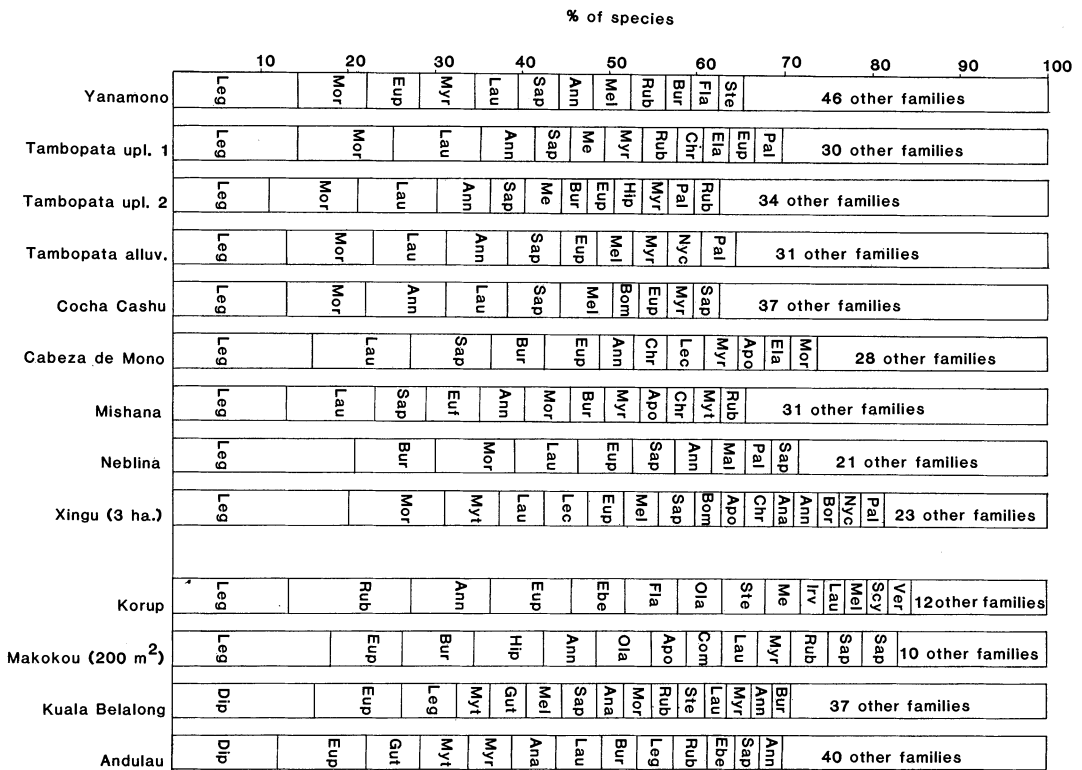 % of species
10 20 30 40 50 60 70 80 90 100
Yanamono Leg Mor Eup Myr Lau Sap Ann Mel Rub Bur Fla Ste 46 other families
Tambopata upl. 1 Leg Mor Lau Ann Sap Me Myr Rub Chr Ela Eup Pal 30 other families
Tambopata upl. 2 Leg Mor Lau Ann Sap Me Bur Eup Hip Myr Pal Rub 34 other families
Tambopata alluv. Leg Mor Lau Ann Sap Eup Mel Myr Nyc Pal 31 other families
Cocha Cashu Leg Mor Ann Lau Sap Mel Bom Eup Myr Sap 37 other families
Cabeza de Mono Leg Lau Sap Bur Eup Ann Chr Lec Myr Apo Ela Mor 28 other families
Mishana Leg Lau Sap Euf Ann Mor Bur Myr Apo Chr Myt Rub 31 other families
Neblina Leg Bur Mor Lau Eup Sap Ann Mal Pal Sap 21 other families
Xingu (3 ha.) Leg Mor Myt Lau Lec Eup Mel Sap Bom Apo Chr Ana Ann Bor Nyc Pal 23 other families
Korup Leg Rub Ann Eup Ebe Fla Ola Ste Me Irv Lau Mel Scy Ver 12 other families
Makokou (200 m²) Leg Eup Bur Hip Ann Ola Apo Com Lau Myr Rub Sap Sap 10 other families
Kuala Belalong Dip Eup Leg Myt Gut Mel Sap Ana Mor Rub Ste Lau Myr Ann Bur 37 other families
Andulau Dip Eup Gut Myt Myr Ana Lau Bur Leg Rub Ebe Sap Ann 40 other families